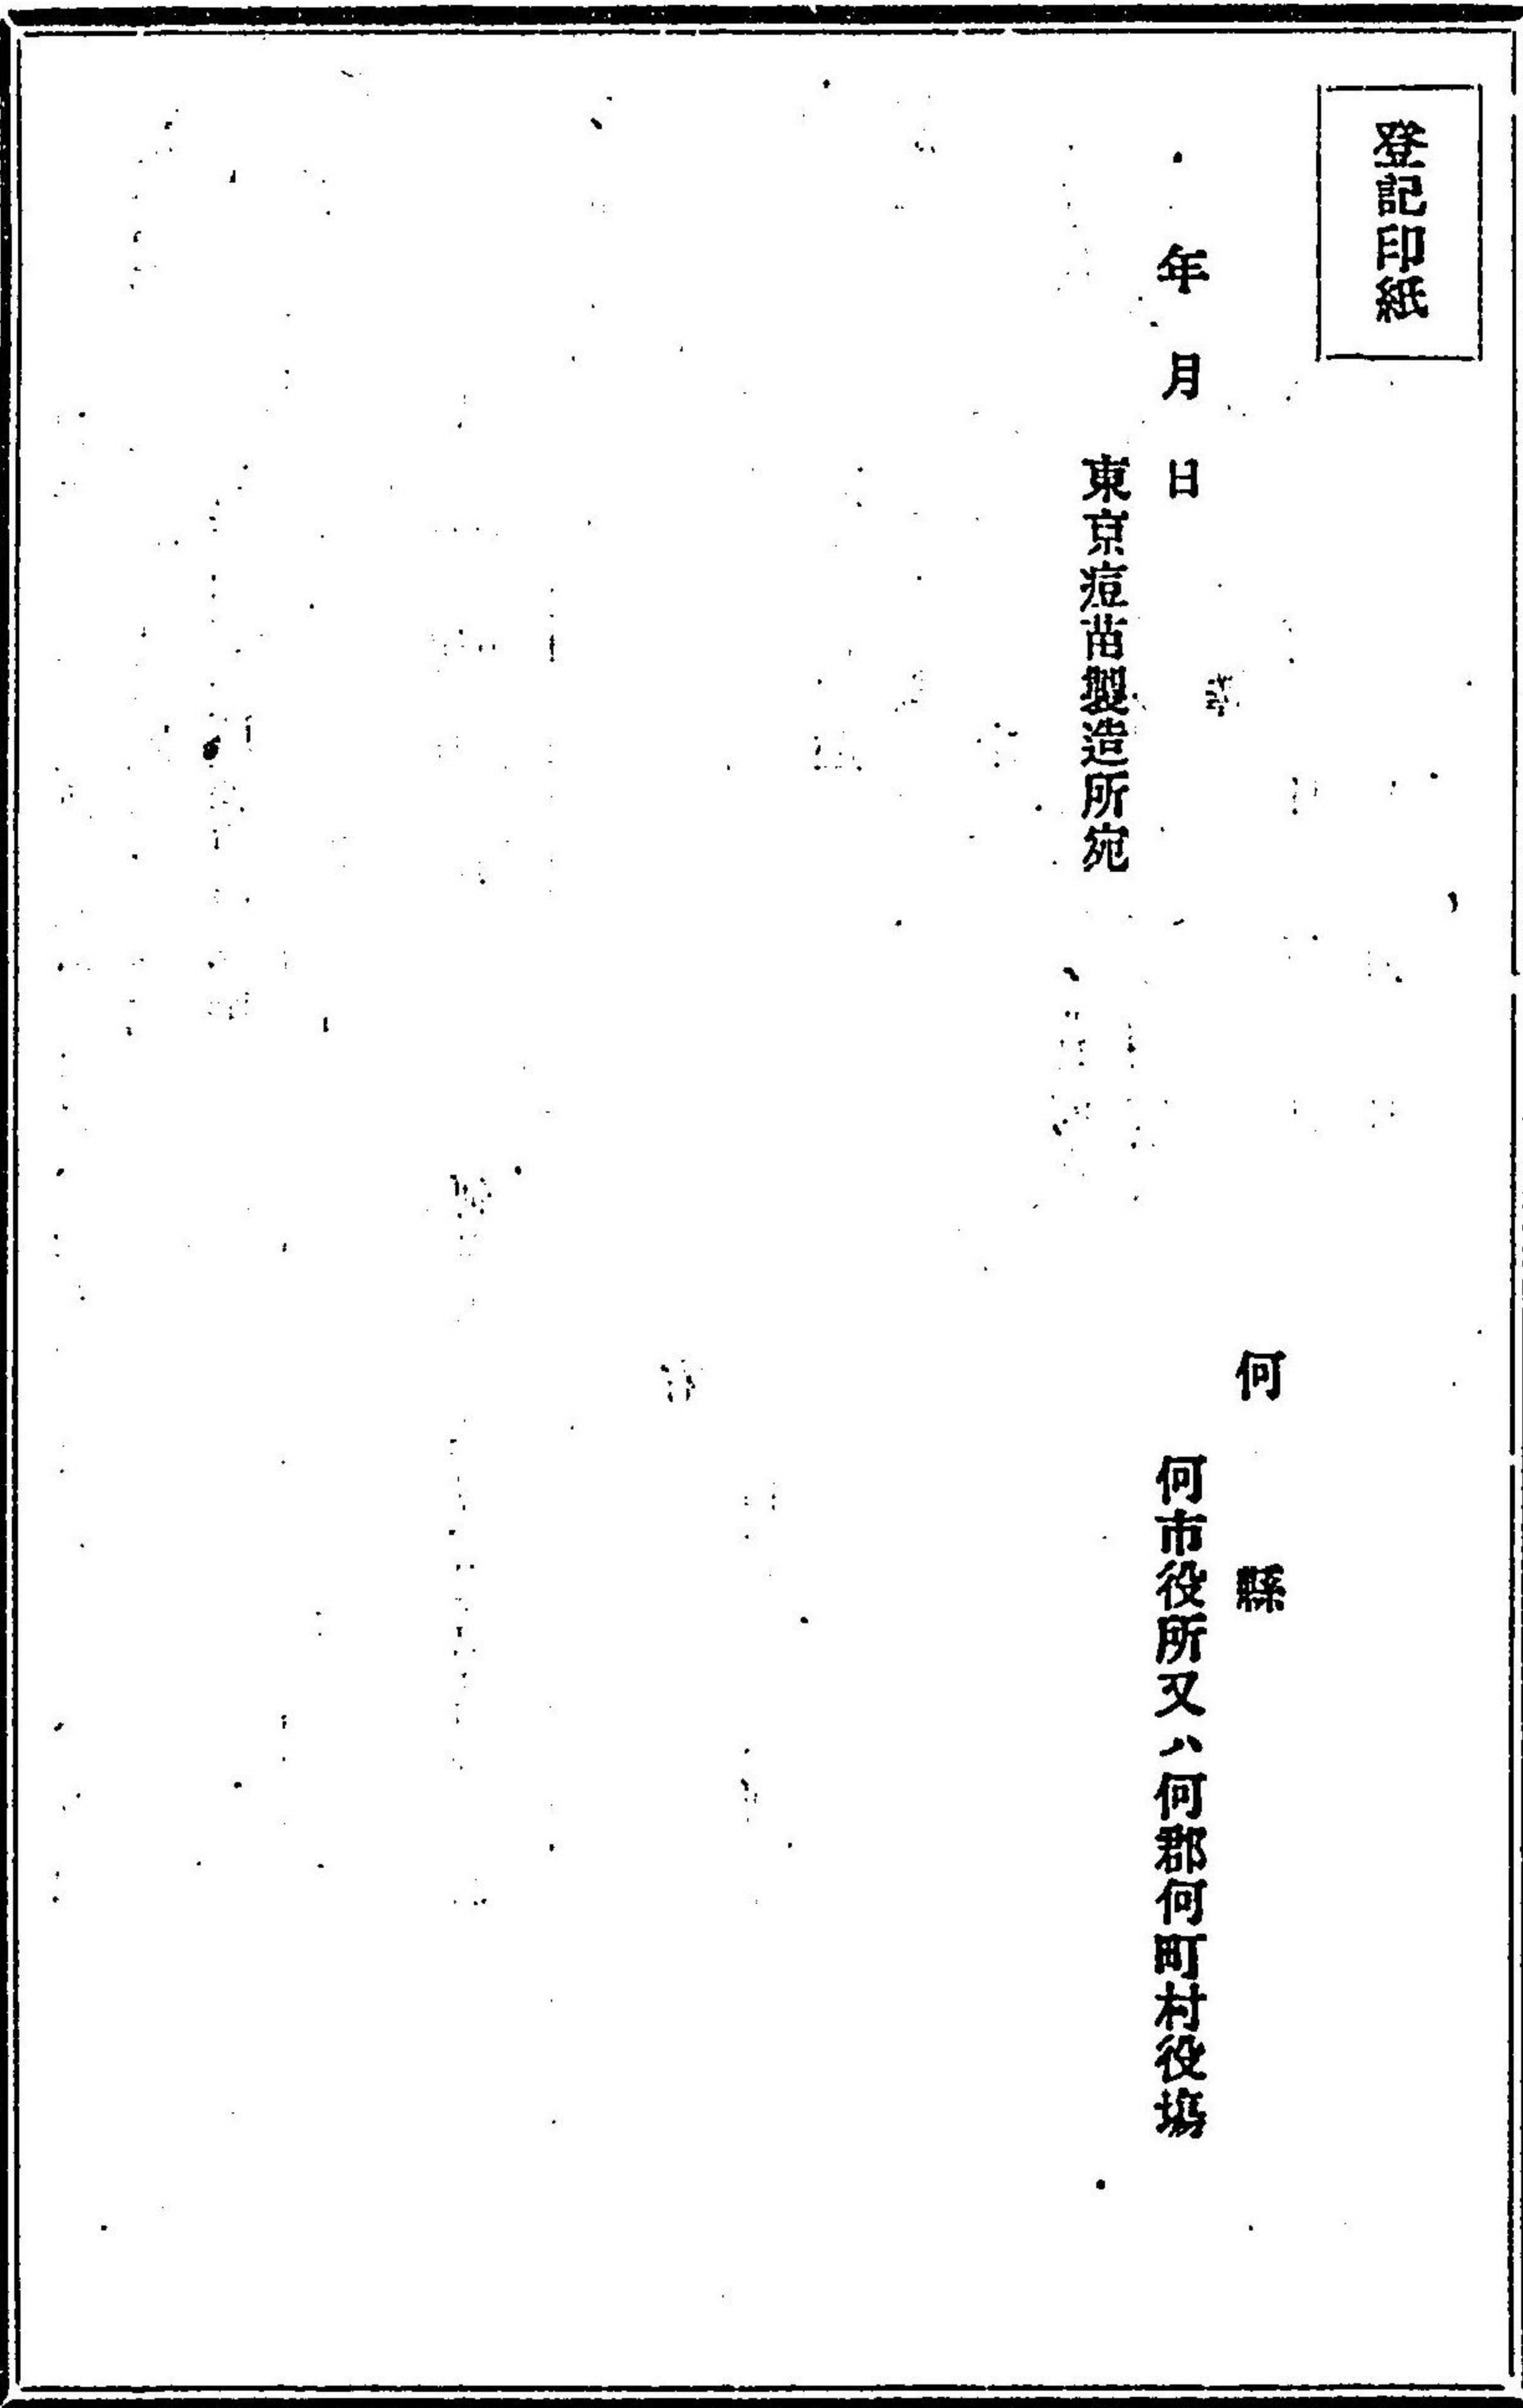 登記印紙
何縣
何市役所又ハ何郡何町村役塲
年月日
東京痘苗製造所宛